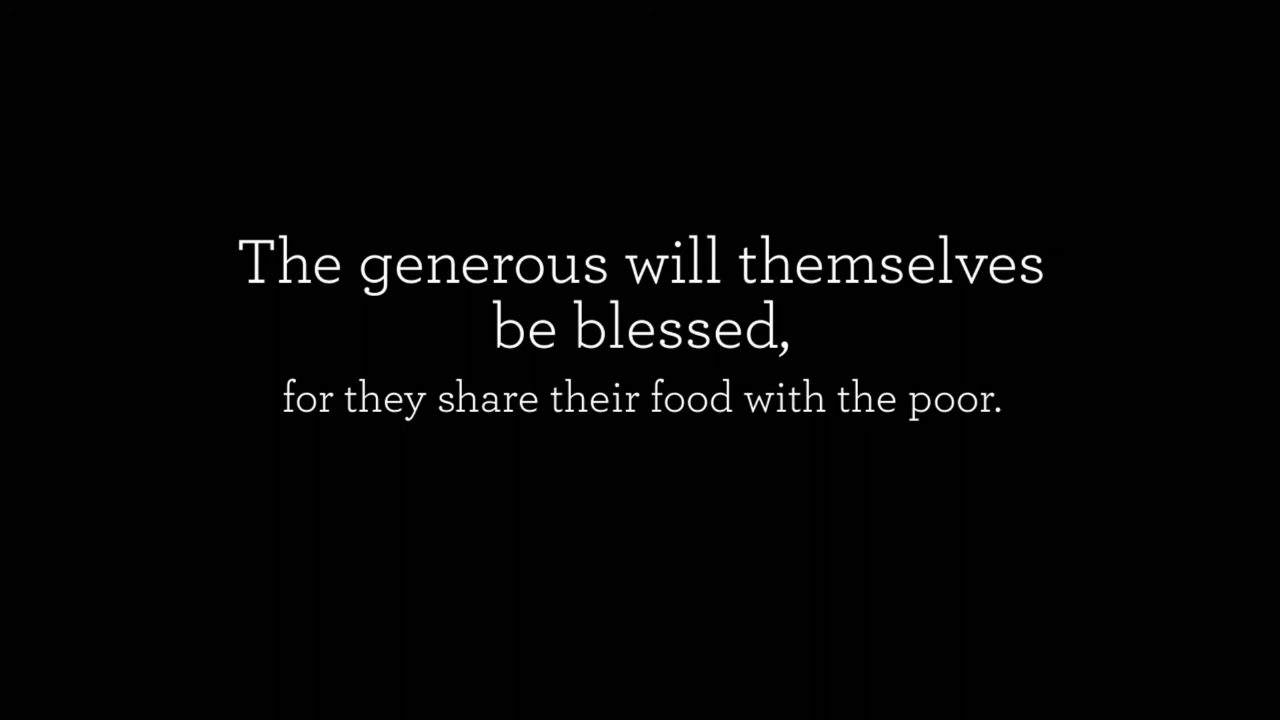 The generous will themselves
be blessed,
for they share their food with the poor.